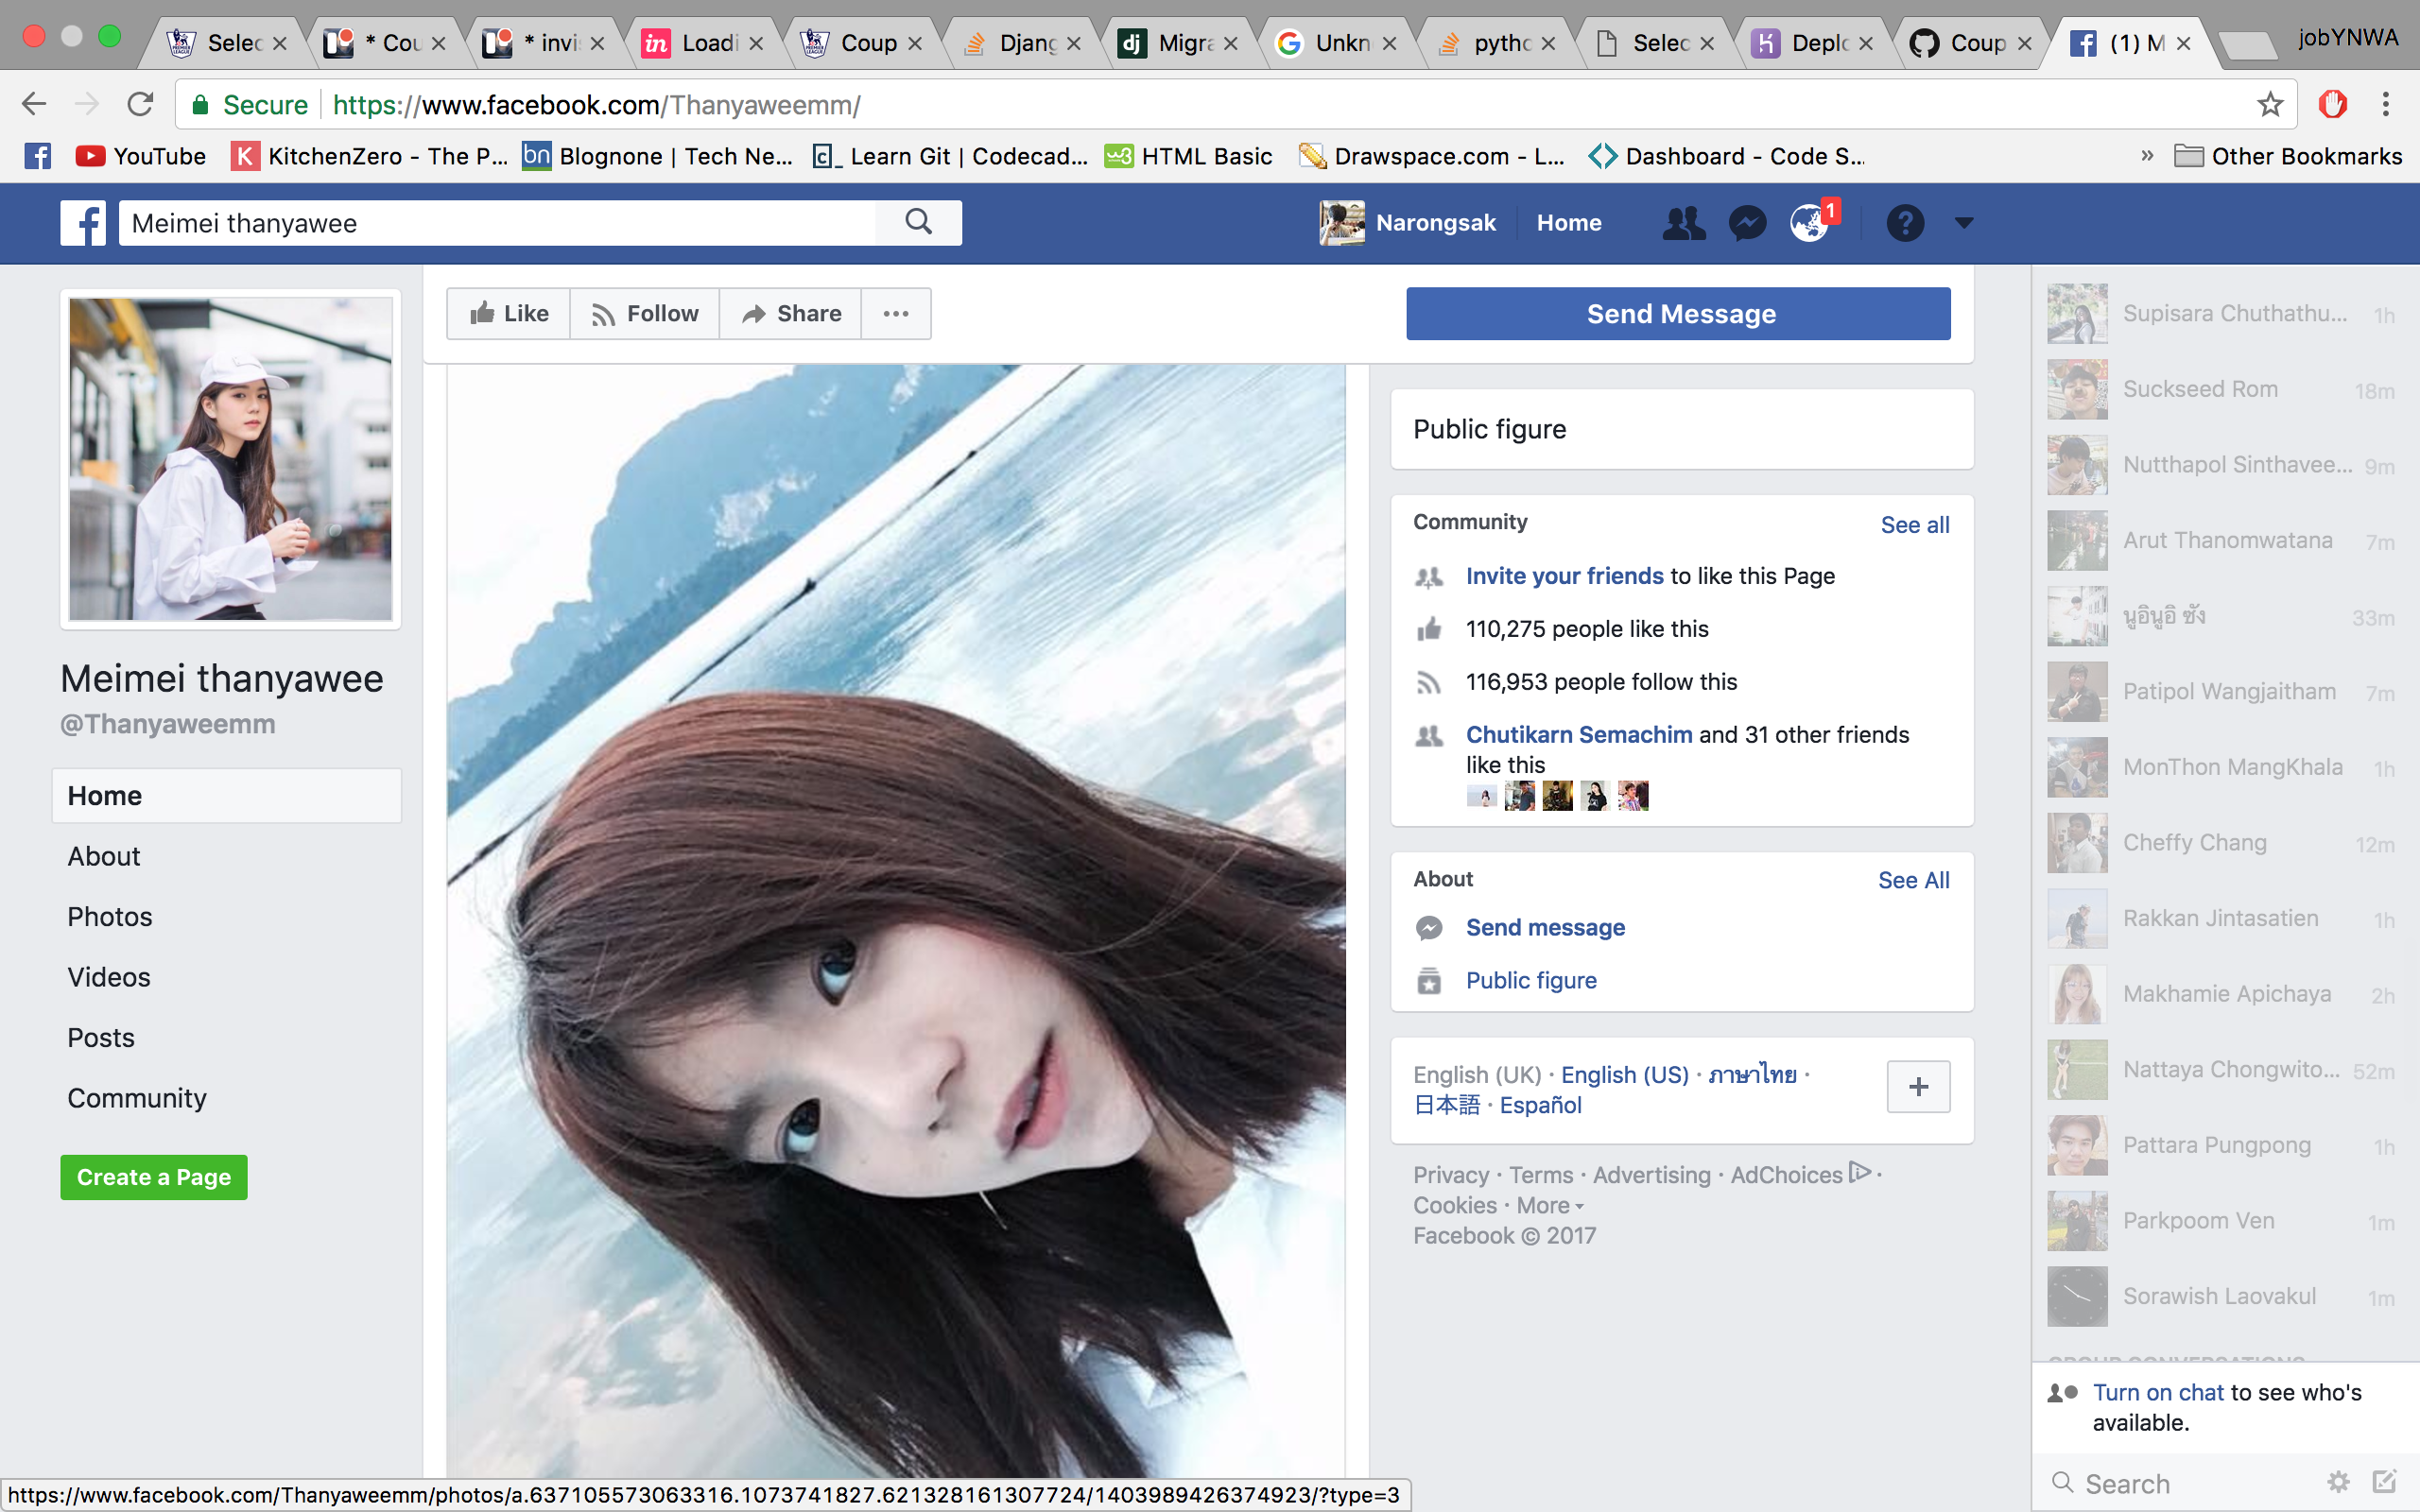 Selec
* Cou
* invi
Loadi
Coup
Djang
Migra
Unkn
pytho
Selec
Deplo
Coup
(1) M
jobYNWA
Secure
https://www.facebook.com/Thanyaweemm/
YouTube
KitchenZero - The P...
Blognone | Tech Ne...
Learn Git | Codecad...
HTML Basic
Drawspace.com - L...
Dashboard - Code S...
»
Other Bookmarks
Meimei thanyawee
Narongsak
Home
1
Like
Follow
Share
Send Message
Meimei thanyawee
@Thanyaweemm
Home
About
Photos
Videos
Posts
Community
Create a Page
Public figure
Community
See all
Invite your friends to like this Page
110,275 people like this
116,953 people follow this
Chutikarn Semachim and 31 other friends
like this
About
See All
Send message
Public figure
English (UK) · English (US) · ภาษาไทย ·
日本語 · Español
Privacy · Terms · Advertising · AdChoices ·
Cookies · More
Facebook © 2017
Supisara Chuthathu... 1h
Suckseed Rom 18m
Nutthapol Sinthavee... 9m
Arut Thanomwatana 7m
นูอินูอิ ซัง 33m
Patipol Wangjaitham 7m
MonThon MangKhala 1h
Cheffy Chang 12m
Rakkan Jintasatien 1h
Makhamie Apichaya 2h
Nattaya Chongwito... 52m
Pattara Pungpong 1h
Parkpoom Ven 1m
Sorawish Laovakul 1m
GROUP CONVERSATIONS
Turn on chat to see who's
available.
Search
https://www.facebook.com/Thanyaweemm/photos/a.637105573063316.1073741827.621328161307724/1403989426374923/?type=3